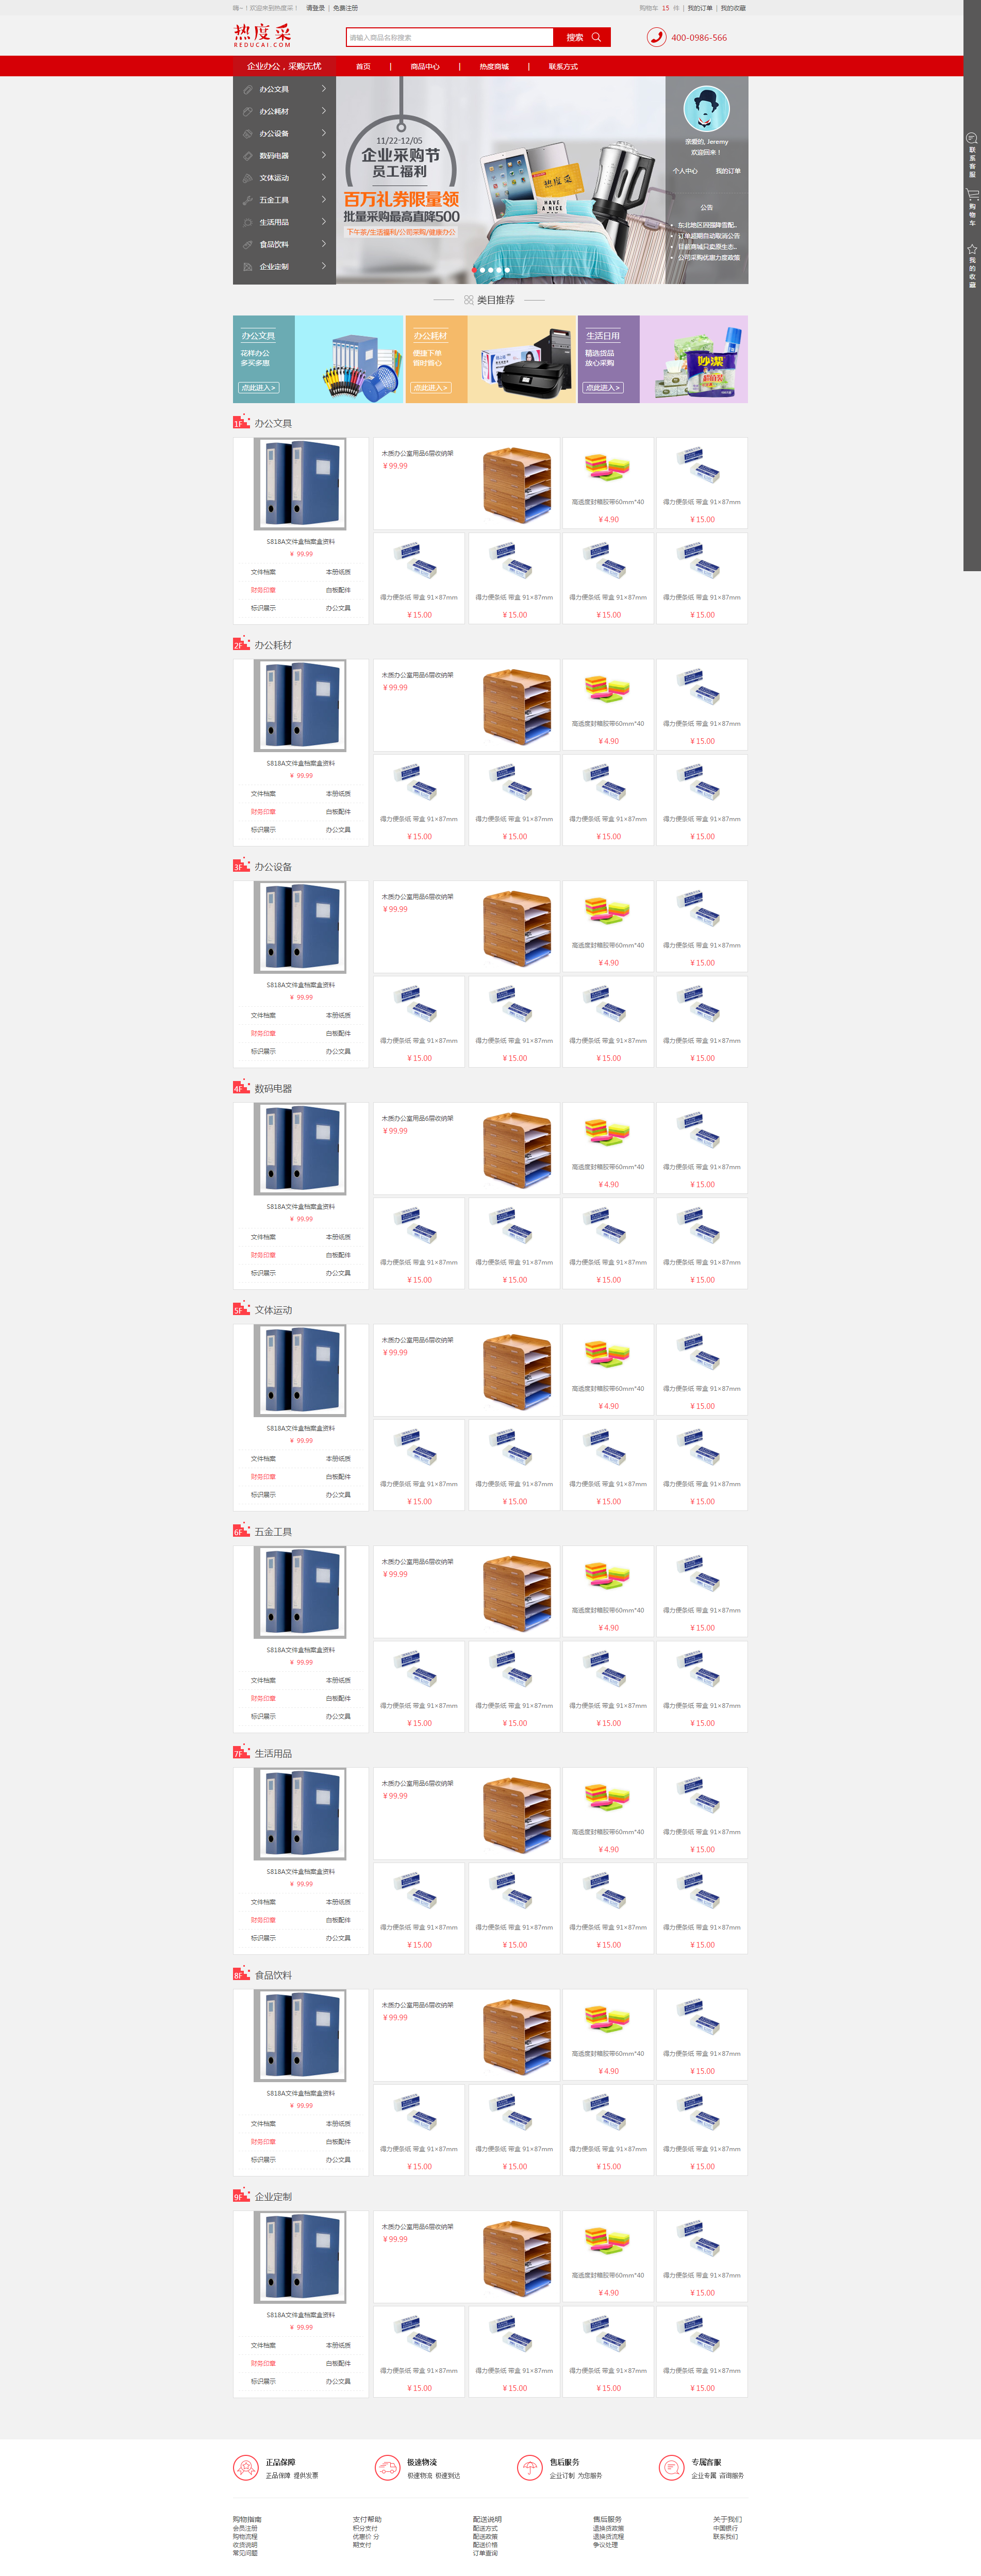 嗨~！欢迎来到热度采！ 请登录 | 免费注册
购物车 15 件 | 我的订单 | 我的收藏
热度采
REDUCAI.COM
请输入商品名称搜索
搜索
400-0986-566
企业办公，采购无忧
首页 | 商品中心 | 热度商城 | 联系方式
办公文具
办公耗材
办公设备
数码电器
文体运动
五金工具
生活用品
食品饮料
企业定制
11/22-12/05
企业采购节
员工福利
百万礼券限量领
批量采购最高直降500
下午茶/生活福利/公司采购/健康办公
HAVE
A NICE
DAY
亲爱的, Jeremy
欢迎回来！
个人中心 我的订单
公告
东北地区因强降雪配..
订单超期自动取消公告
目前商城只卖原生态..
公司采购优惠力度政策
联系客服
购物车
我的收藏
类目推荐
办公文具
花样办公
多买多惠
点此进入>
办公耗材
便捷下单
省时省心
点此进入>
生活日用
精选货品
放心采购
点此进入>
妙洁
1F 办公文具
S818A文件盒档案盒资料
¥ 99.99
文件档案 本册纸质
财务印章 白板配件
标识展示 办公文具
木质办公室用品6层收纳架
¥ 99.99
高透度封箱胶带60mm*40
¥ 4.90
得力便条纸 带盒 91×87mm
¥ 15.00
得力便条纸 带盒 91×87mm
¥ 15.00
得力便条纸 带盒 91×87mm
¥ 15.00
得力便条纸 带盒 91×87mm
¥ 15.00
得力便条纸 带盒 91×87mm
¥ 15.00
2F 办公耗材
S818A文件盒档案盒资料
¥ 99.99
文件档案 本册纸质
财务印章 白板配件
标识展示 办公文具
木质办公室用品6层收纳架
¥ 99.99
高透度封箱胶带60mm*40
¥ 4.90
得力便条纸 带盒 91×87mm
¥ 15.00
得力便条纸 带盒 91×87mm
¥ 15.00
得力便条纸 带盒 91×87mm
¥ 15.00
得力便条纸 带盒 91×87mm
¥ 15.00
得力便条纸 带盒 91×87mm
¥ 15.00
3F 办公设备
S818A文件盒档案盒资料
¥ 99.99
文件档案 本册纸质
财务印章 白板配件
标识展示 办公文具
木质办公室用品6层收纳架
¥ 99.99
高透度封箱胶带60mm*40
¥ 4.90
得力便条纸 带盒 91×87mm
¥ 15.00
得力便条纸 带盒 91×87mm
¥ 15.00
得力便条纸 带盒 91×87mm
¥ 15.00
得力便条纸 带盒 91×87mm
¥ 15.00
得力便条纸 带盒 91×87mm
¥ 15.00
4F 数码电器
S818A文件盒档案盒资料
¥ 99.99
文件档案 本册纸质
财务印章 白板配件
标识展示 办公文具
木质办公室用品6层收纳架
¥ 99.99
高透度封箱胶带60mm*40
¥ 4.90
得力便条纸 带盒 91×87mm
¥ 15.00
得力便条纸 带盒 91×87mm
¥ 15.00
得力便条纸 带盒 91×87mm
¥ 15.00
得力便条纸 带盒 91×87mm
¥ 15.00
得力便条纸 带盒 91×87mm
¥ 15.00
5F 文体运动
S818A文件盒档案盒资料
¥ 99.99
文件档案 本册纸质
财务印章 白板配件
标识展示 办公文具
木质办公室用品6层收纳架
¥ 99.99
高透度封箱胶带60mm*40
¥ 4.90
得力便条纸 带盒 91×87mm
¥ 15.00
得力便条纸 带盒 91×87mm
¥ 15.00
得力便条纸 带盒 91×87mm
¥ 15.00
得力便条纸 带盒 91×87mm
¥ 15.00
得力便条纸 带盒 91×87mm
¥ 15.00
6F 五金工具
S818A文件盒档案盒资料
¥ 99.99
文件档案 本册纸质
财务印章 白板配件
标识展示 办公文具
木质办公室用品6层收纳架
¥ 99.99
高透度封箱胶带60mm*40
¥ 4.90
得力便条纸 带盒 91×87mm
¥ 15.00
得力便条纸 带盒 91×87mm
¥ 15.00
得力便条纸 带盒 91×87mm
¥ 15.00
得力便条纸 带盒 91×87mm
¥ 15.00
得力便条纸 带盒 91×87mm
¥ 15.00
7F 生活用品
S818A文件盒档案盒资料
¥ 99.99
文件档案 本册纸质
财务印章 白板配件
标识展示 办公文具
木质办公室用品6层收纳架
¥ 99.99
高透度封箱胶带60mm*40
¥ 4.90
得力便条纸 带盒 91×87mm
¥ 15.00
得力便条纸 带盒 91×87mm
¥ 15.00
得力便条纸 带盒 91×87mm
¥ 15.00
得力便条纸 带盒 91×87mm
¥ 15.00
得力便条纸 带盒 91×87mm
¥ 15.00
8F 食品饮料
S818A文件盒档案盒资料
¥ 99.99
文件档案 本册纸质
财务印章 白板配件
标识展示 办公文具
木质办公室用品6层收纳架
¥ 99.99
高透度封箱胶带60mm*40
¥ 4.90
得力便条纸 带盒 91×87mm
¥ 15.00
得力便条纸 带盒 91×87mm
¥ 15.00
得力便条纸 带盒 91×87mm
¥ 15.00
得力便条纸 带盒 91×87mm
¥ 15.00
得力便条纸 带盒 91×87mm
¥ 15.00
9F 企业定制
S818A文件盒档案盒资料
¥ 99.99
文件档案 本册纸质
财务印章 白板配件
标识展示 办公文具
木质办公室用品6层收纳架
¥ 99.99
高透度封箱胶带60mm*40
¥ 4.90
得力便条纸 带盒 91×87mm
¥ 15.00
得力便条纸 带盒 91×87mm
¥ 15.00
得力便条纸 带盒 91×87mm
¥ 15.00
得力便条纸 带盒 91×87mm
¥ 15.00
得力便条纸 带盒 91×87mm
¥ 15.00
正品保障
正品保障 提供发票
极速物流
极速物流 极速到达
售后服务
企业订制 为您服务
专属客服
企业专属 咨询服务
购物指南
会员注册
购物流程
收货说明
常见问题
支付帮助
积分支付
优惠价 分
期支付
配送说明
配送方式
配送政策
配送价格
订单查询
售后服务
退换货政策
退换货流程
争议处理
关于我们
中国银行
联系我们